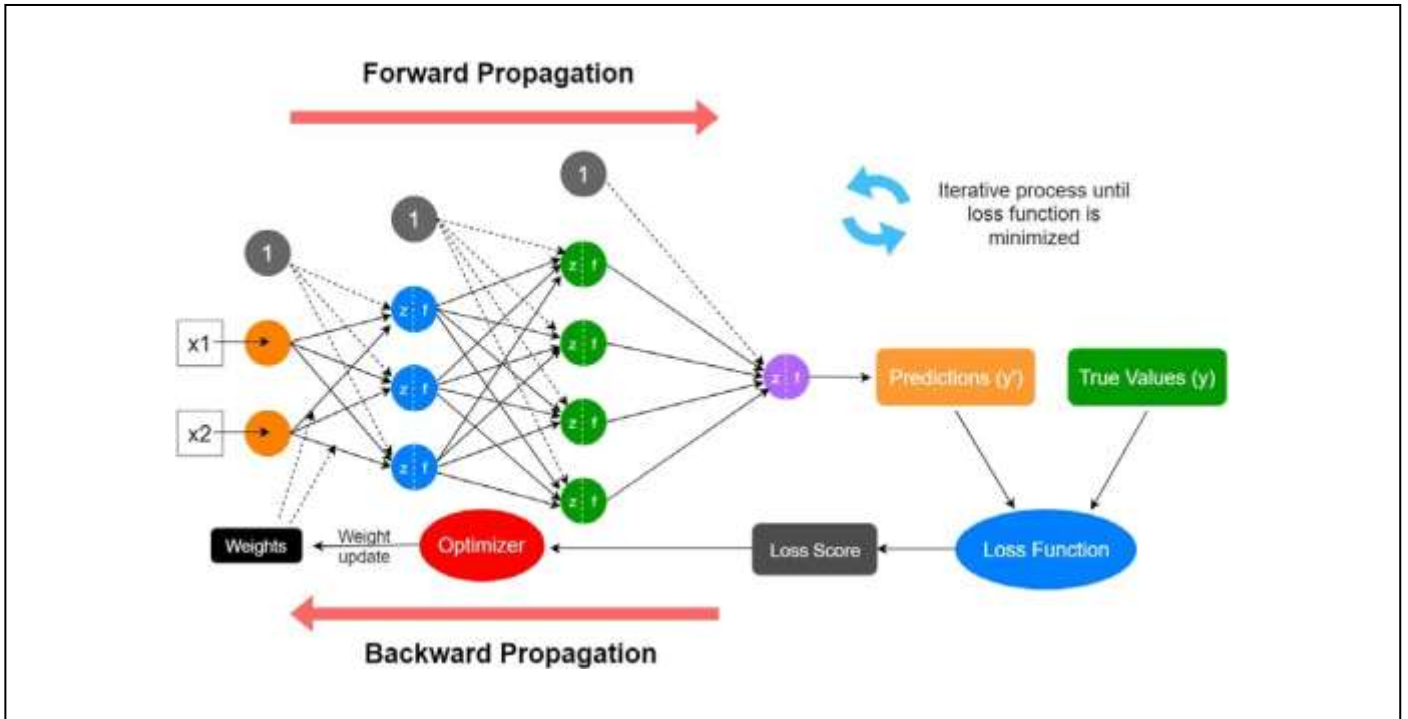 Forward Propagation
1
1
1
Iterative process until
loss function is
minimized
z f
z f
z f
x1
z f
z f
Predictions (y')
True Values (y)
z f
x2
z f
z f
Weights
Weight
update
Optimizer
Loss Score
Loss Function
Backward Propagation